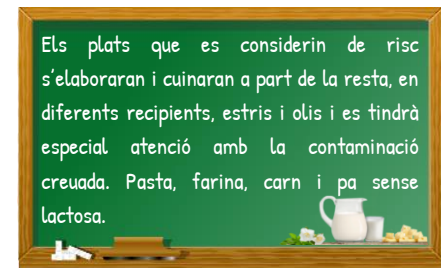 Els plats que es considerin de risc
s'elaboraran i cuinaran a part de la resta, en
diferents recipients, estris i olis i es tindrà
especial atenció amb la contaminació
creuada. Pasta, farina, carn i pa sense
lactosa.